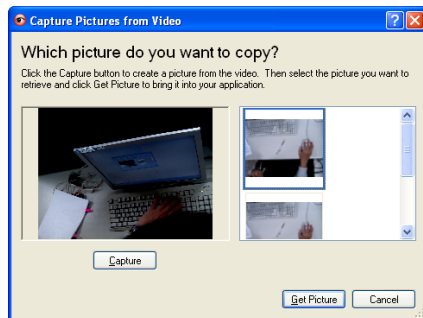 Capture Pictures from Video
Which picture do you want to copy?
Click the Capture button to create a picture from the video. Then select the picture you want to
retrieve and click Get Picture to bring it into your application.
Capture
Get Picture
Cancel